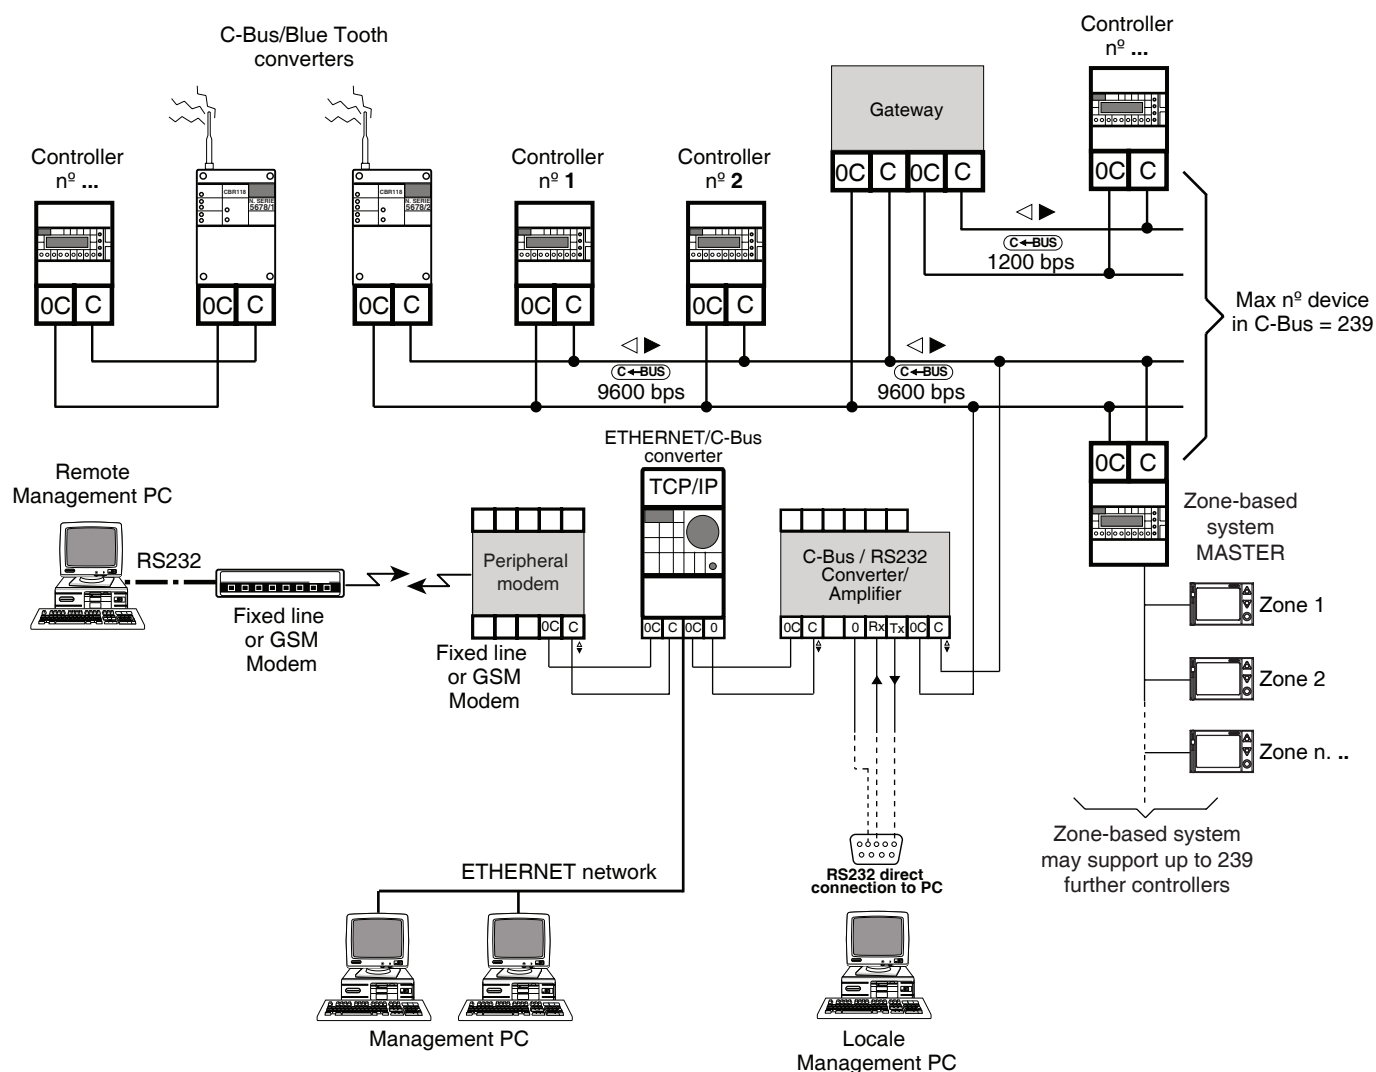 C-Bus/Blue Tooth
converters
Controller
nº ...
Controller
nº ...
Controller
nº 1
Controller
nº 2
Gateway
CBR118
N. SERIE
5678/1
CBR118
N. SERIE
5678/2
0C C
0C C
0C C
0C C
0C C
0C C 0C C
0C C
C BUS
1200 bps
Max nº device
in C-Bus = 239
C BUS
9600 bps
C BUS
9600 bps
ETHERNET/C-Bus
converter
TCP/IP
0C C 0C 0
Remote
Management PC
RS232
Fixed line
or GSM
Modem
Peripheral
modem
0C C
Fixed line
or GSM
Modem
C-Bus / RS232
Converter/
Amplifier
0C C 0 Rx Tx 0C C
0C C
Zone-based
system
MASTER
Zone 1
Zone 2
Zone n. ..
Zone-based system
may support up to 239
further controllers
RS232 direct
connection to PC
ETHERNET network
Management PC
Locale
Management PC